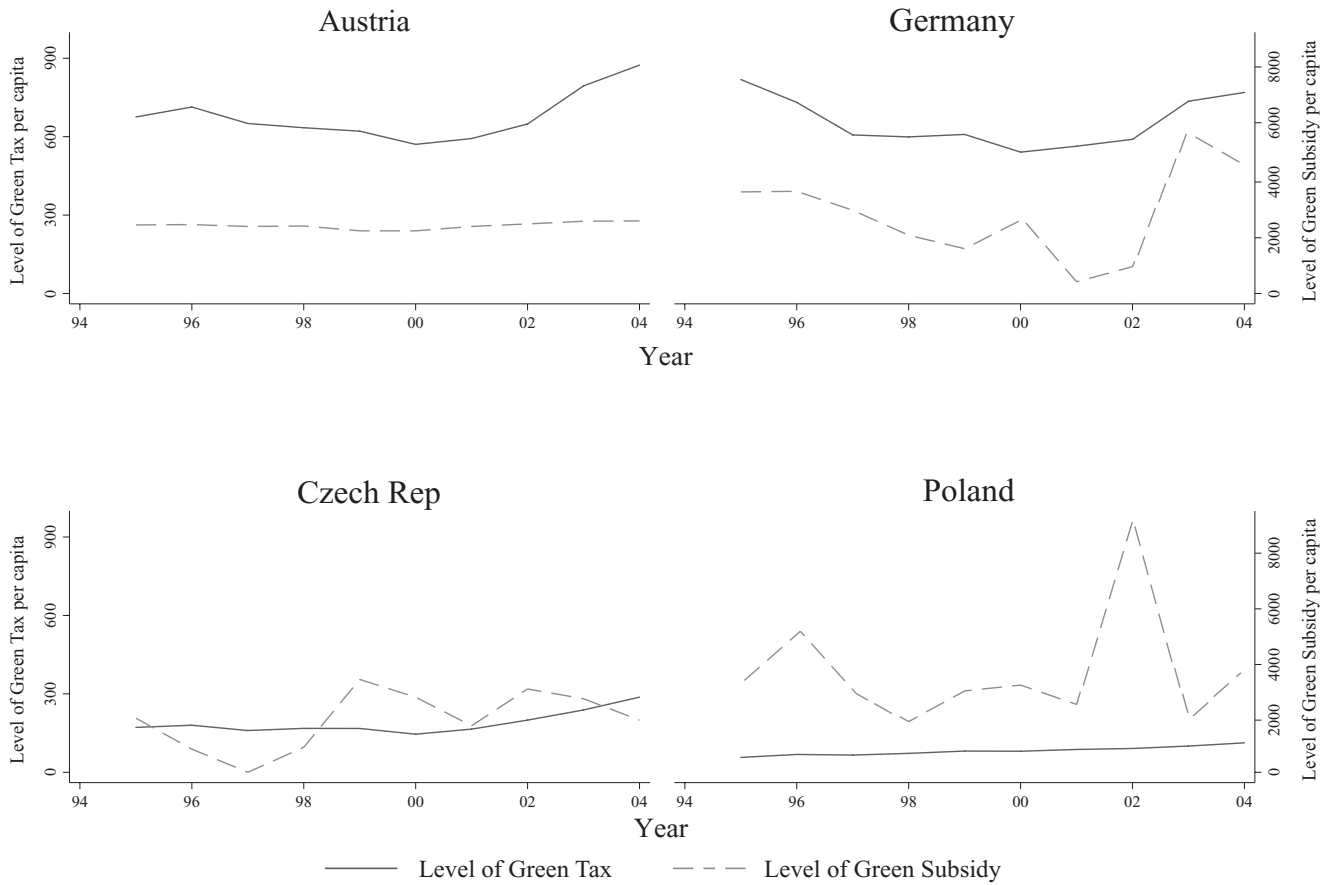 Austria
Germany
Level of Green Tax per capita
0 300 600 900
94 96 98 00 02 04
94 96 98 00 02 04
0 2000 4000 6000 8000
Level of Green Subsidy per capita
Year
Czech Rep
Poland
Level of Green Tax per capita
0 300 600 900
94 96 98 00 02 04
94 96 98 00 02 04
0 2000 4000 6000 8000
Level of Green Subsidy per capita
Year
Level of Green Tax
Level of Green Subsidy